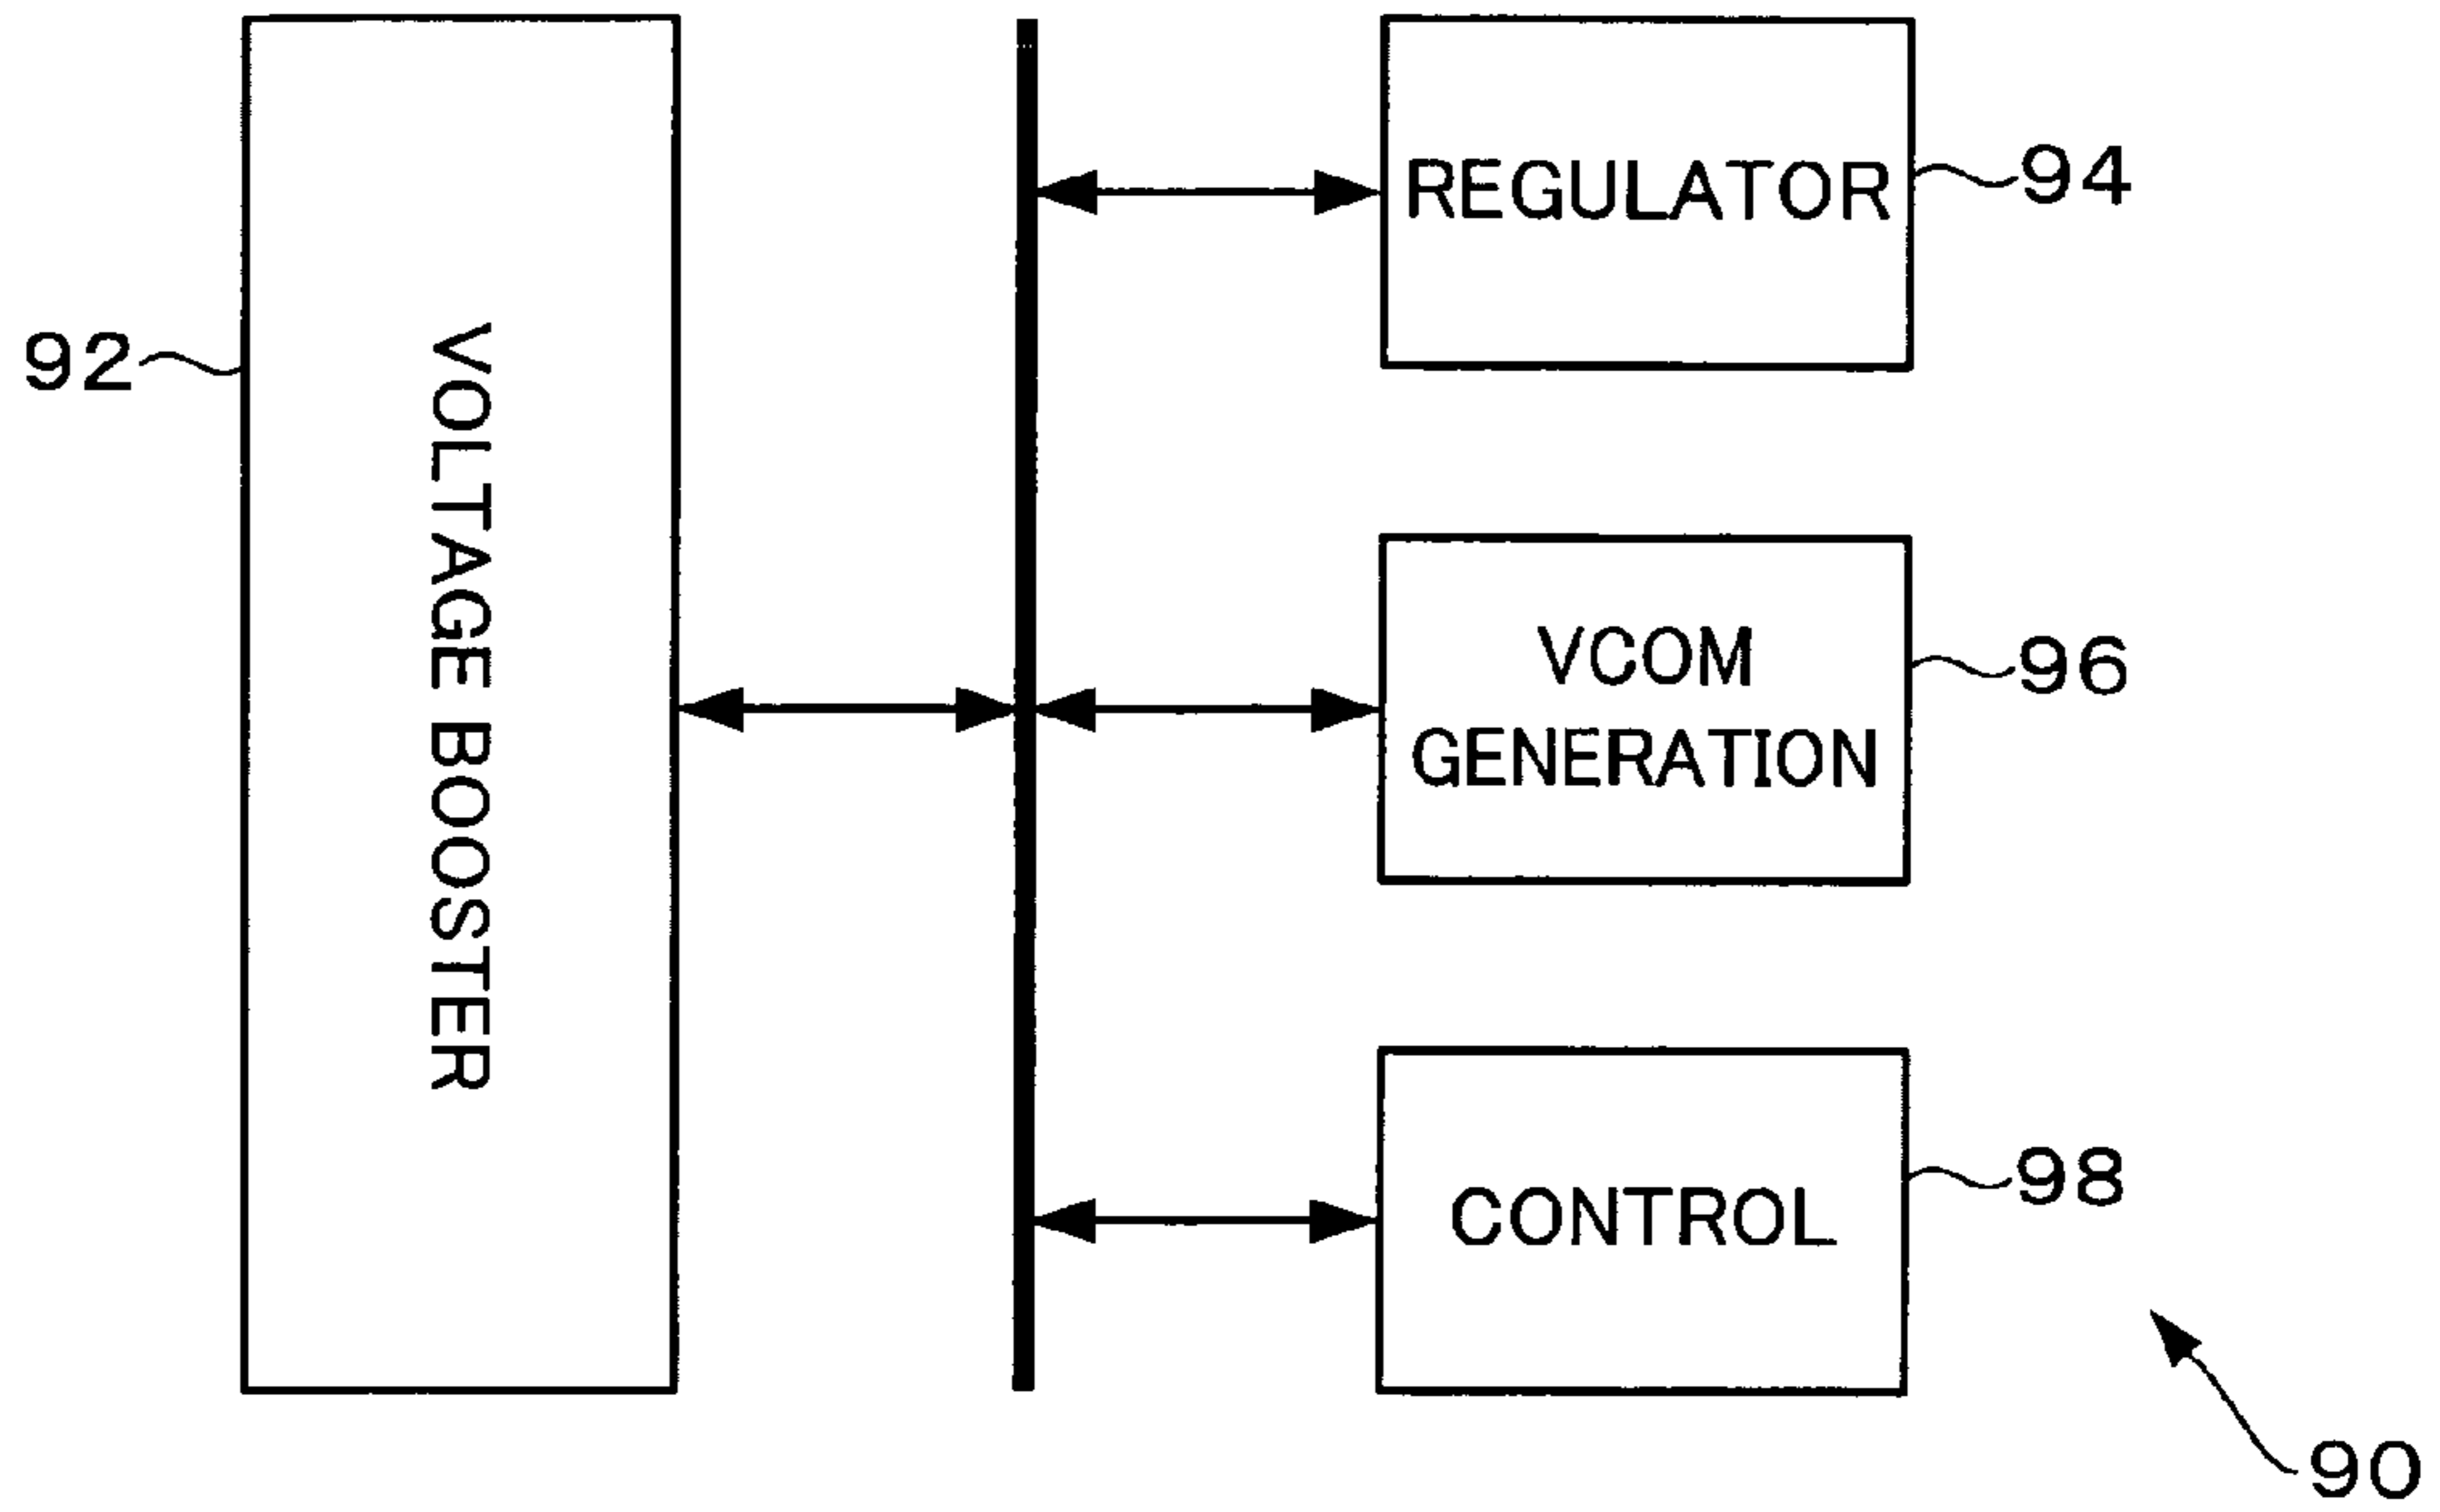 92
VOLTAGE BOOSTER
REGULATOR
94
VCOM
GENERATION
96
CONTROL
98
90